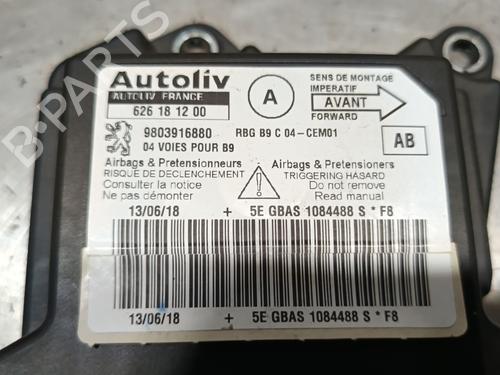 Autoliv
AUTOLIV FRANCE
626 18 12 00
A
SENS DE MONTAGE
IMPERATIF
AVANT
FORWARD
9803916880
RBG B9 C 04-CEM01
04 VOIES POUR B9
AB
Airbags & Pretensionneurs
RISQUE DE DECLENCHEMENT
Consulter la notice
Ne pas démonter
Airbags & Pretensioners
TRIGGERING HASARD
Do not remove
Read manual
13/06/18 + 5E GBAS 1084488 S * F8
13/06/18 + 5E GBAS 1084488 S * F8
B-PARTS